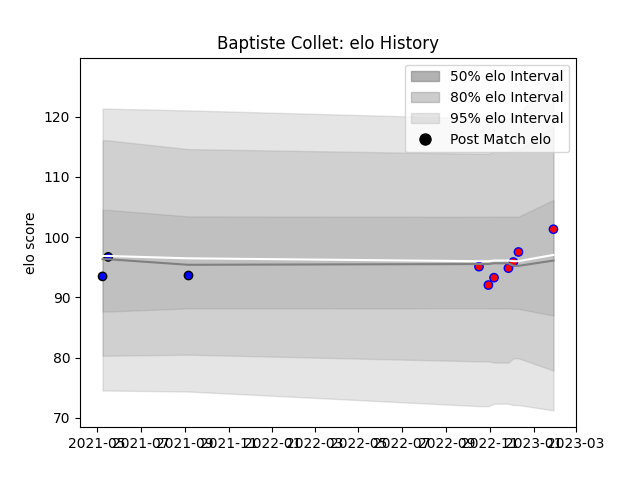 Baptiste Collet: elo History
50% elo Interval
80% elo Interval
95% elo Interval
Post Match elo
elo score
120
110
100
90
80
70
2021-05 2021-07 2021-09 2021-11 2022-01 2022-03 2022-05 2022-07 2022-09 2022-11 2023-01 2023-03